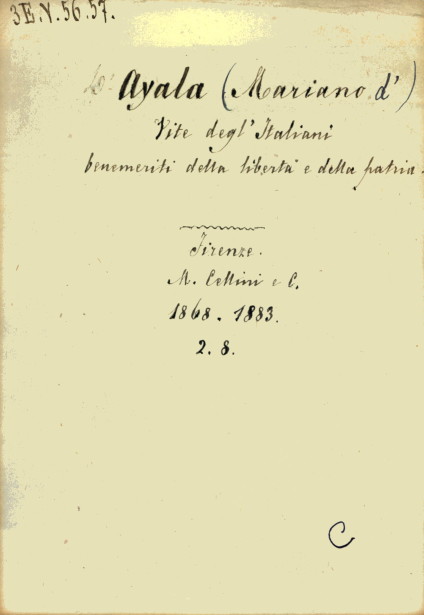 3E.V.56.57.
d' Ayala (Mariano d')
Vite degl'Italiani
benemeriti della libertà e della patria.
Firenze.
M. Cellini e C.
1868. 1883.
2. 8.
C